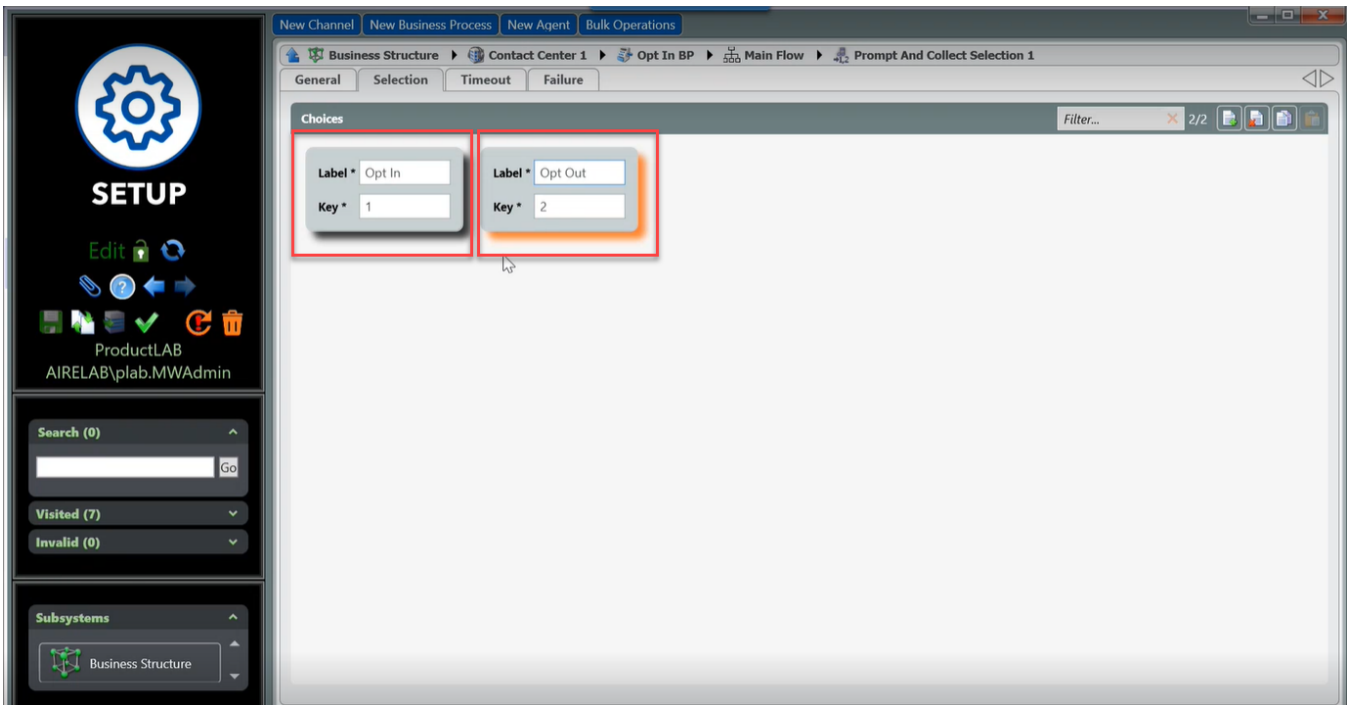 New Channel New Business Process New Agent Bulk Operations
Business Structure Contact Center 1 Opt In BP Main Flow Prompt And Collect Selection 1
General Selection Timeout Failure
Choices Filter... 2/2
Label * Opt In Label * Opt Out
Key * 1 Key * 2
SETUP
Edit
ProductLAB
AIRELAB\plab.MWAdmin
Search (0)
Go
Visited (7)
Invalid (0)
Subsystems
Business Structure